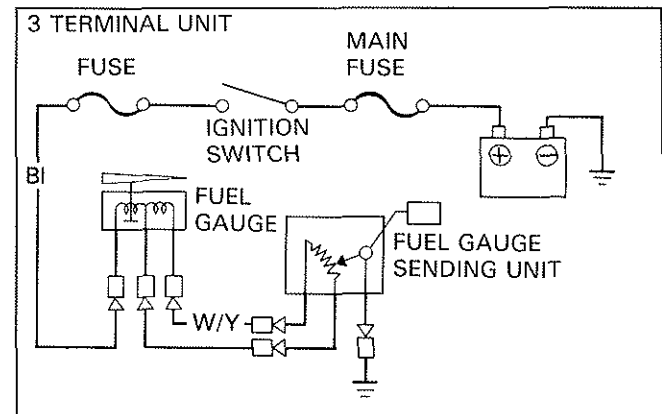 3 TERMINAL UNIT
FUSE
MAIN
FUSE
IGNITION
SWITCH
Bl
FUEL
GAUGE
FUEL GAUGE
SENDING UNIT
W/Y